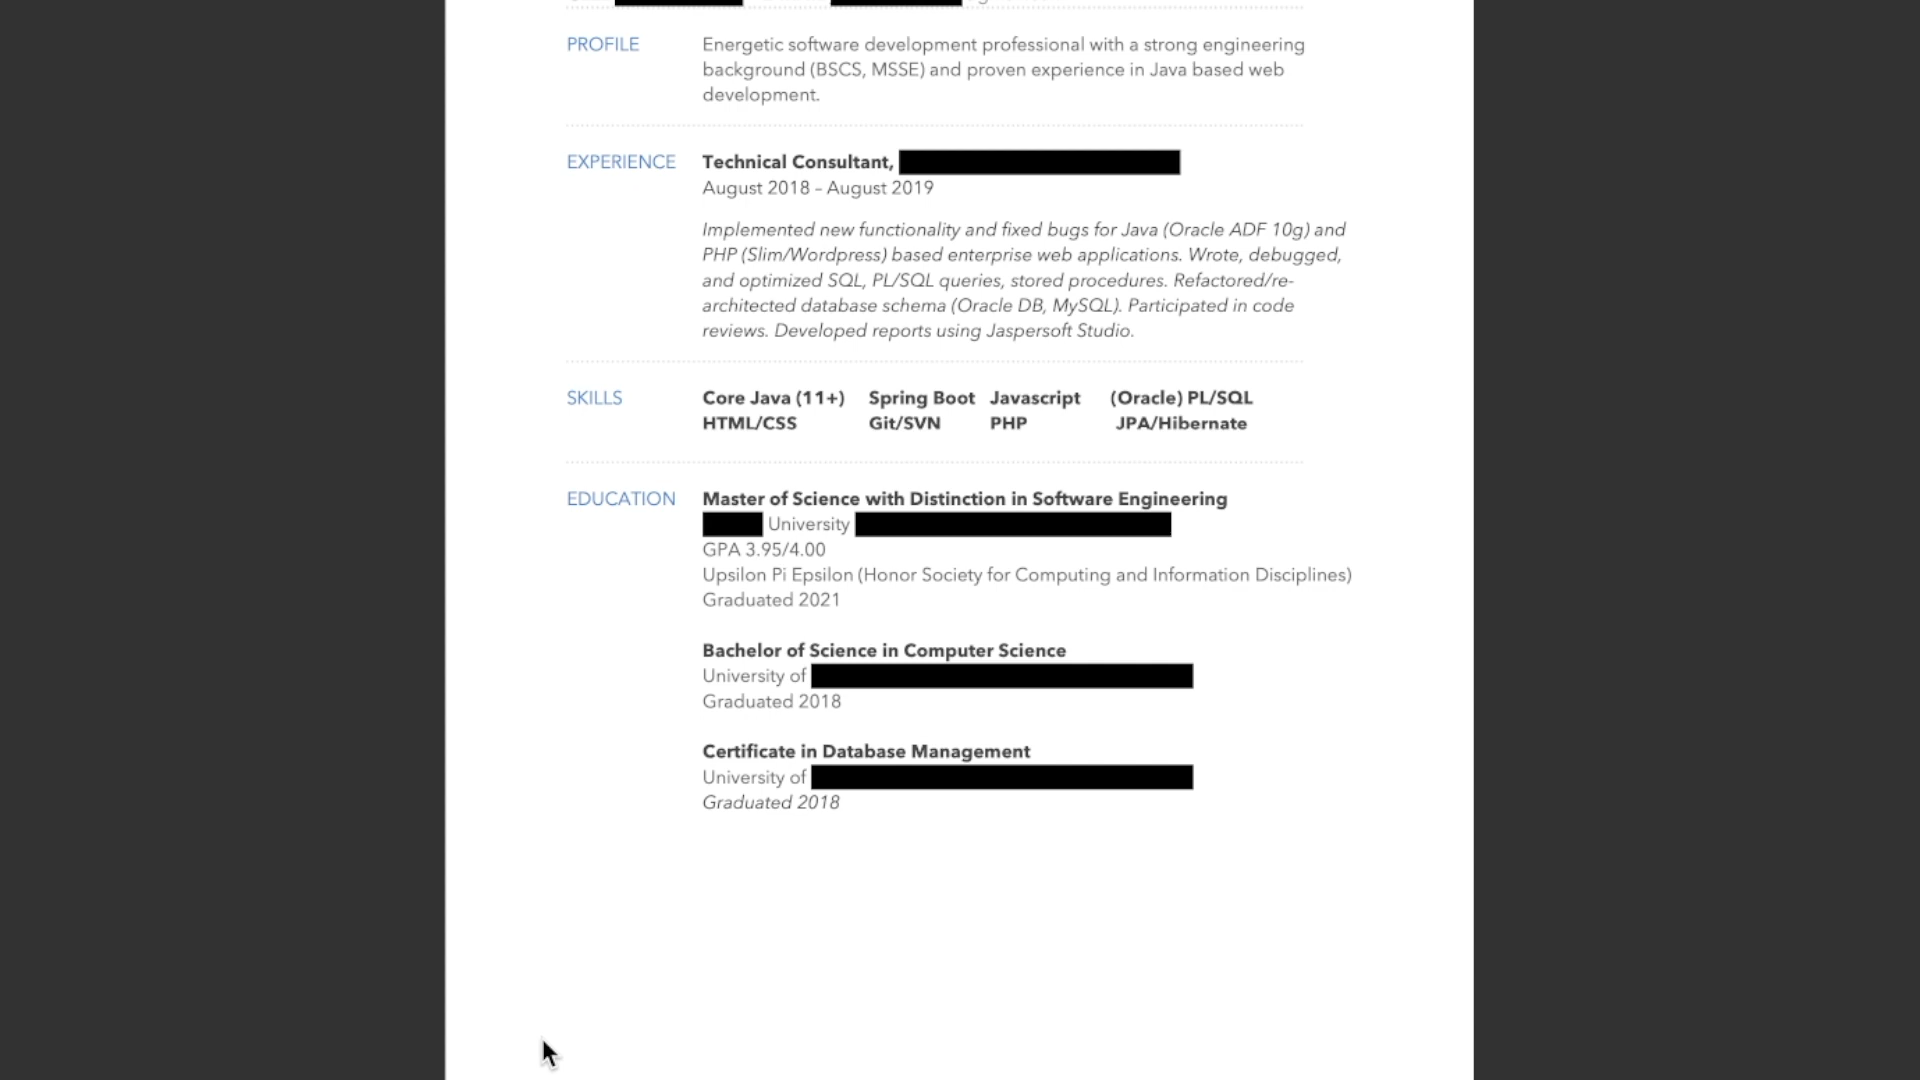 PROFILE Energetic software development professional with a strong engineering
background (BSCS, MSSE) and proven experience in Java based web
development.
EXPERIENCE Technical Consultant,
August 2018 – August 2019
Implemented new functionality and fixed bugs for Java (Oracle ADF 10g) and
PHP (Slim/Wordpress) based enterprise web applications. Wrote, debugged,
and optimized SQL, PL/SQL queries, stored procedures. Refactored/re-
architected database schema (Oracle DB, MySQL). Participated in code
reviews. Developed reports using Jaspersoft Studio.
SKILLS Core Java (11+) Spring Boot Javascript (Oracle) PL/SQL
HTML/CSS Git/SVN PHP JPA/Hibernate
EDUCATION Master of Science with Distinction in Software Engineering
University
GPA 3.95/4.00
Upsilon Pi Epsilon (Honor Society for Computing and Information Disciplines)
Graduated 2021
Bachelor of Science in Computer Science
University of
Graduated 2018
Certificate in Database Management
University of
Graduated 2018